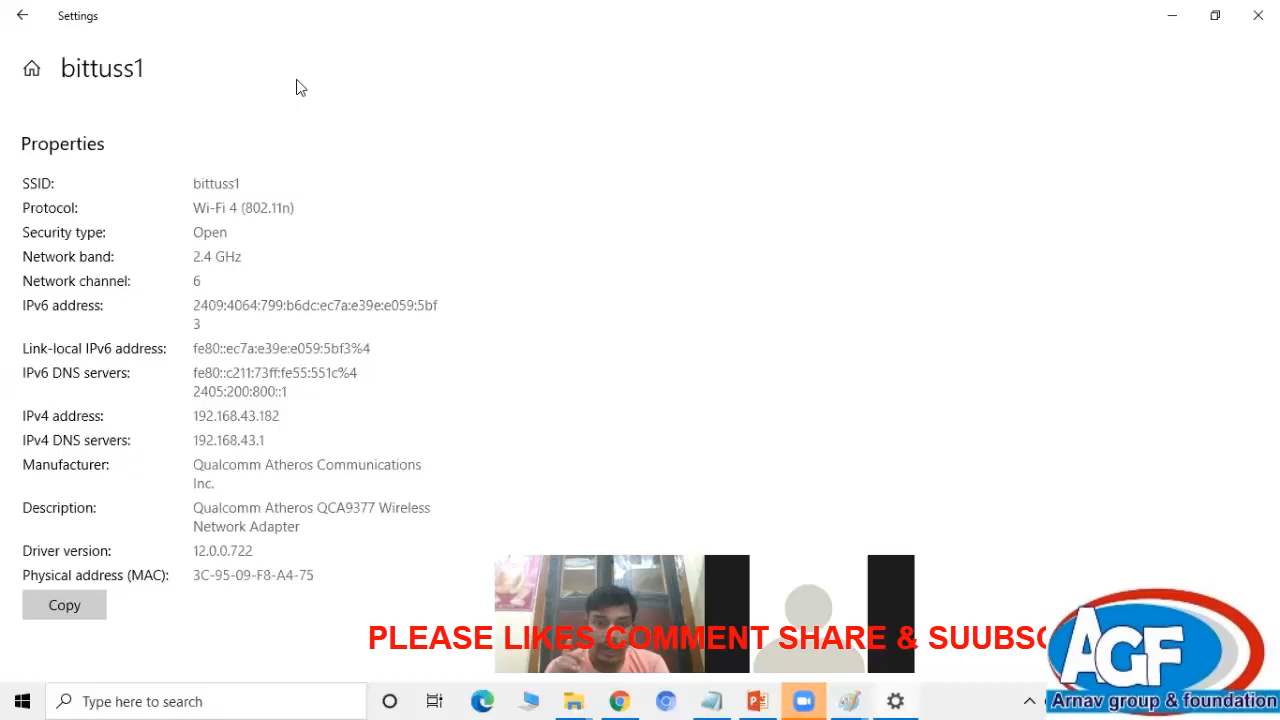 Settings
bittuss1
Properties
SSID: bittuss1
Protocol: Wi-Fi 4 (802.11n)
Security type: Open
Network band: 2.4 GHz
Network channel: 6
IPv6 address: 2409:4064:799:b6dc:ec7a:e39e:e059:5bf
3
Link-local IPv6 address: fe80::ec7a:e39e:e059:5bf3%4
IPv6 DNS servers: fe80::c211:73ff:fe55:551c%4
2405:200:800::1
IPv4 address: 192.168.43.182
IPv4 DNS servers: 192.168.43.1
Manufacturer: Qualcomm Atheros Communications
Inc.
Description: Qualcomm Atheros QCA9377 Wireless
Network Adapter
Driver version: 12.0.0.722
Physical address (MAC): 3C-95-09-F8-A4-75
Copy
PLEASE LIKES COMMENT SHARE & SUUBSC
AGF
Arnav group & foundation
Type here to search